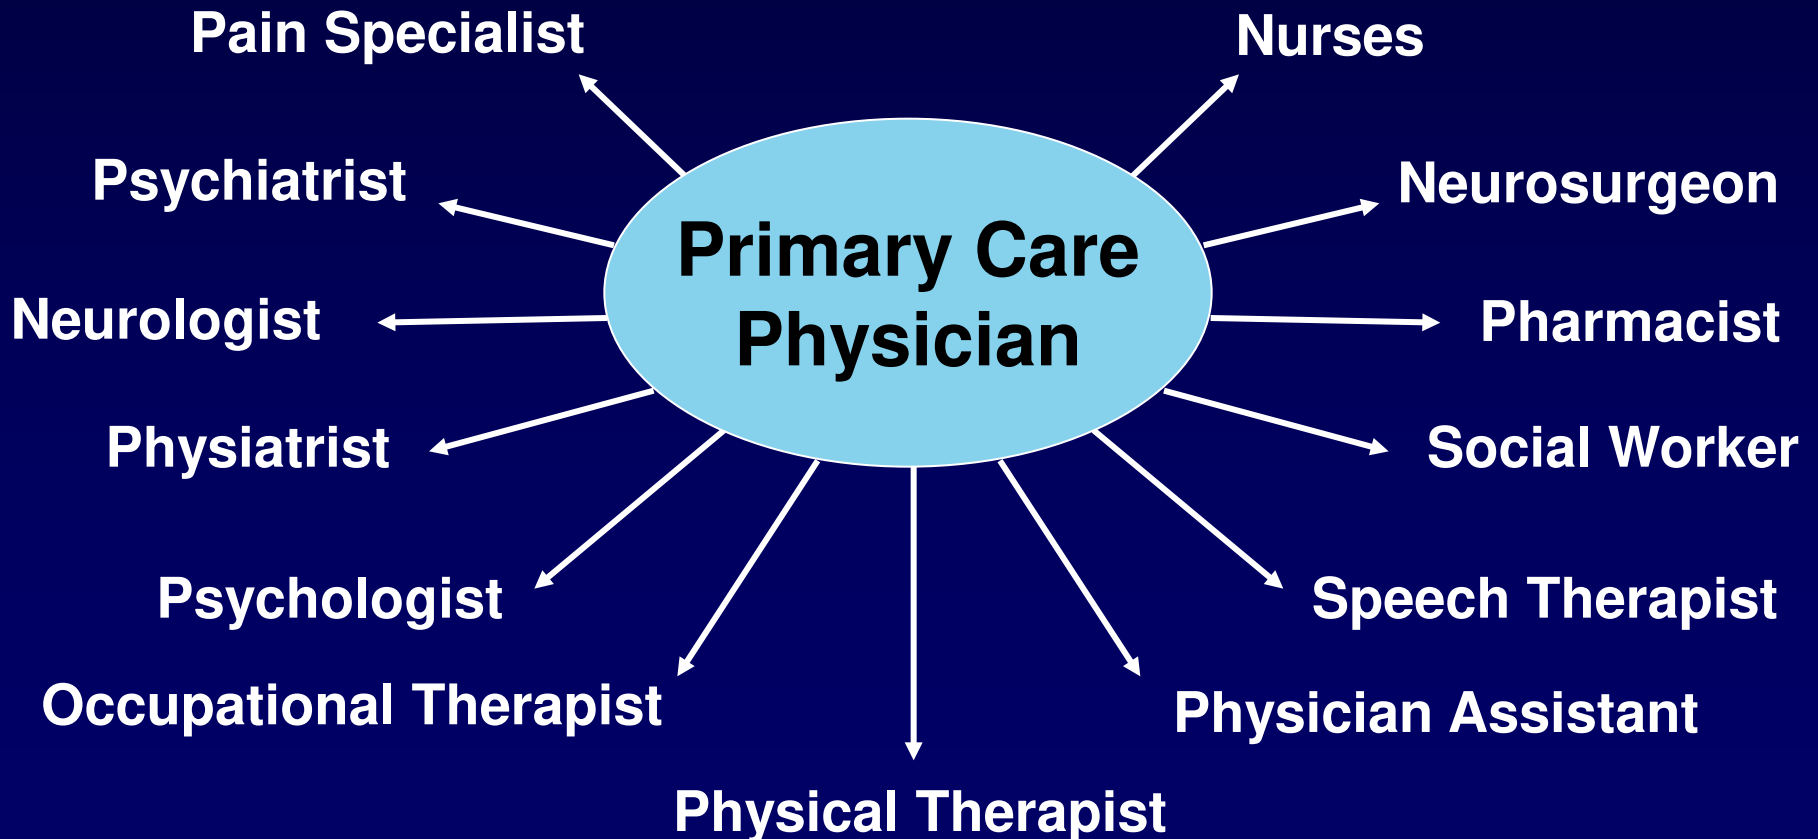 Pain Specialist
Nurses
Psychiatrist
Neurosurgeon
Primary Care
Physician
Neurologist
Pharmacist
Physiatrist
Social Worker
Psychologist
Speech Therapist
Occupational Therapist
Physician Assistant
Physical Therapist